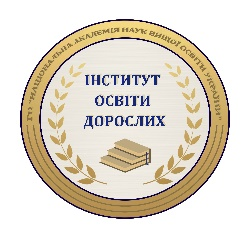 ГО "НАЦІОНАЛЬНА АКАДЕМІЯ НАУК ВИЩОЇ ОСВІТИ УКРАЇНИ"
ІНСТИТУТ
ОСВІТИ
ДОРОСЛИХ